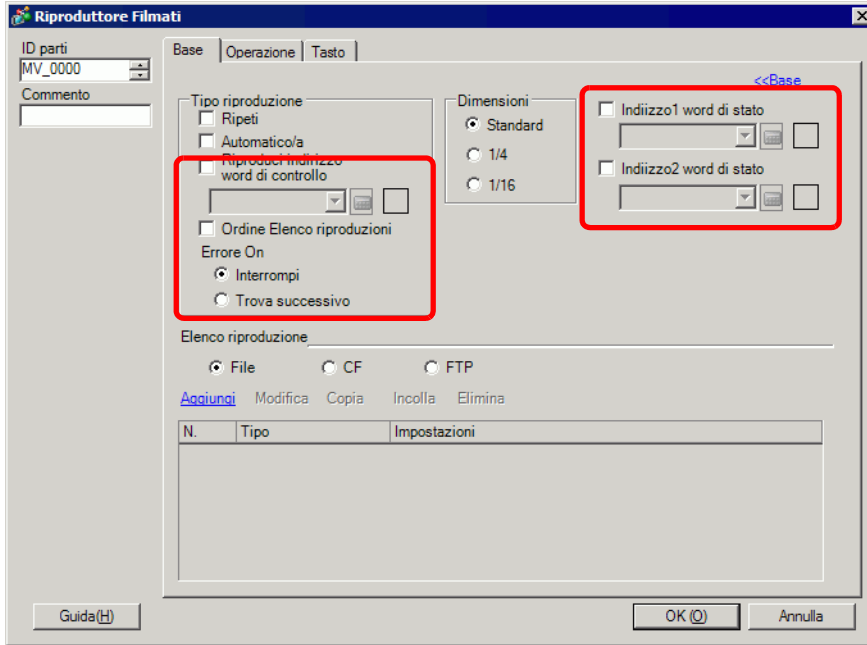 Riproduttore Filmati
ID parti
MV_0000
Commento
Base Operazione Tasto
<<Base
Tipo riproduzione
Ripeti
Automatico/a
Riproduci indirizzo
word di controllo
Ordine Elenco riproduzioni
Errore On
Interrompi
Trova successivo
Dimensioni
Standard
1/4
1/16
Indiizzo1 word di stato
Indiizzo2 word di stato
Elenco riproduzione
File CF FTP
Aggiungi Modifica Copia Incolla Elimina
N. Tipo Impostazioni
Guida(H) OK (O) Annulla